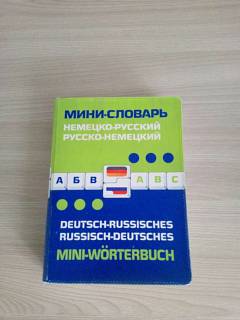 МИНИ-СЛОВАРЬ
НЕМЕЦКО-РУССКИЙ
РУССКО-НЕМЕЦКИЙ
А Б В A B C
DEUTSCH-RUSSISCHES
RUSSISCH-DEUTSCHES
MINI-WÖRTERBUCH